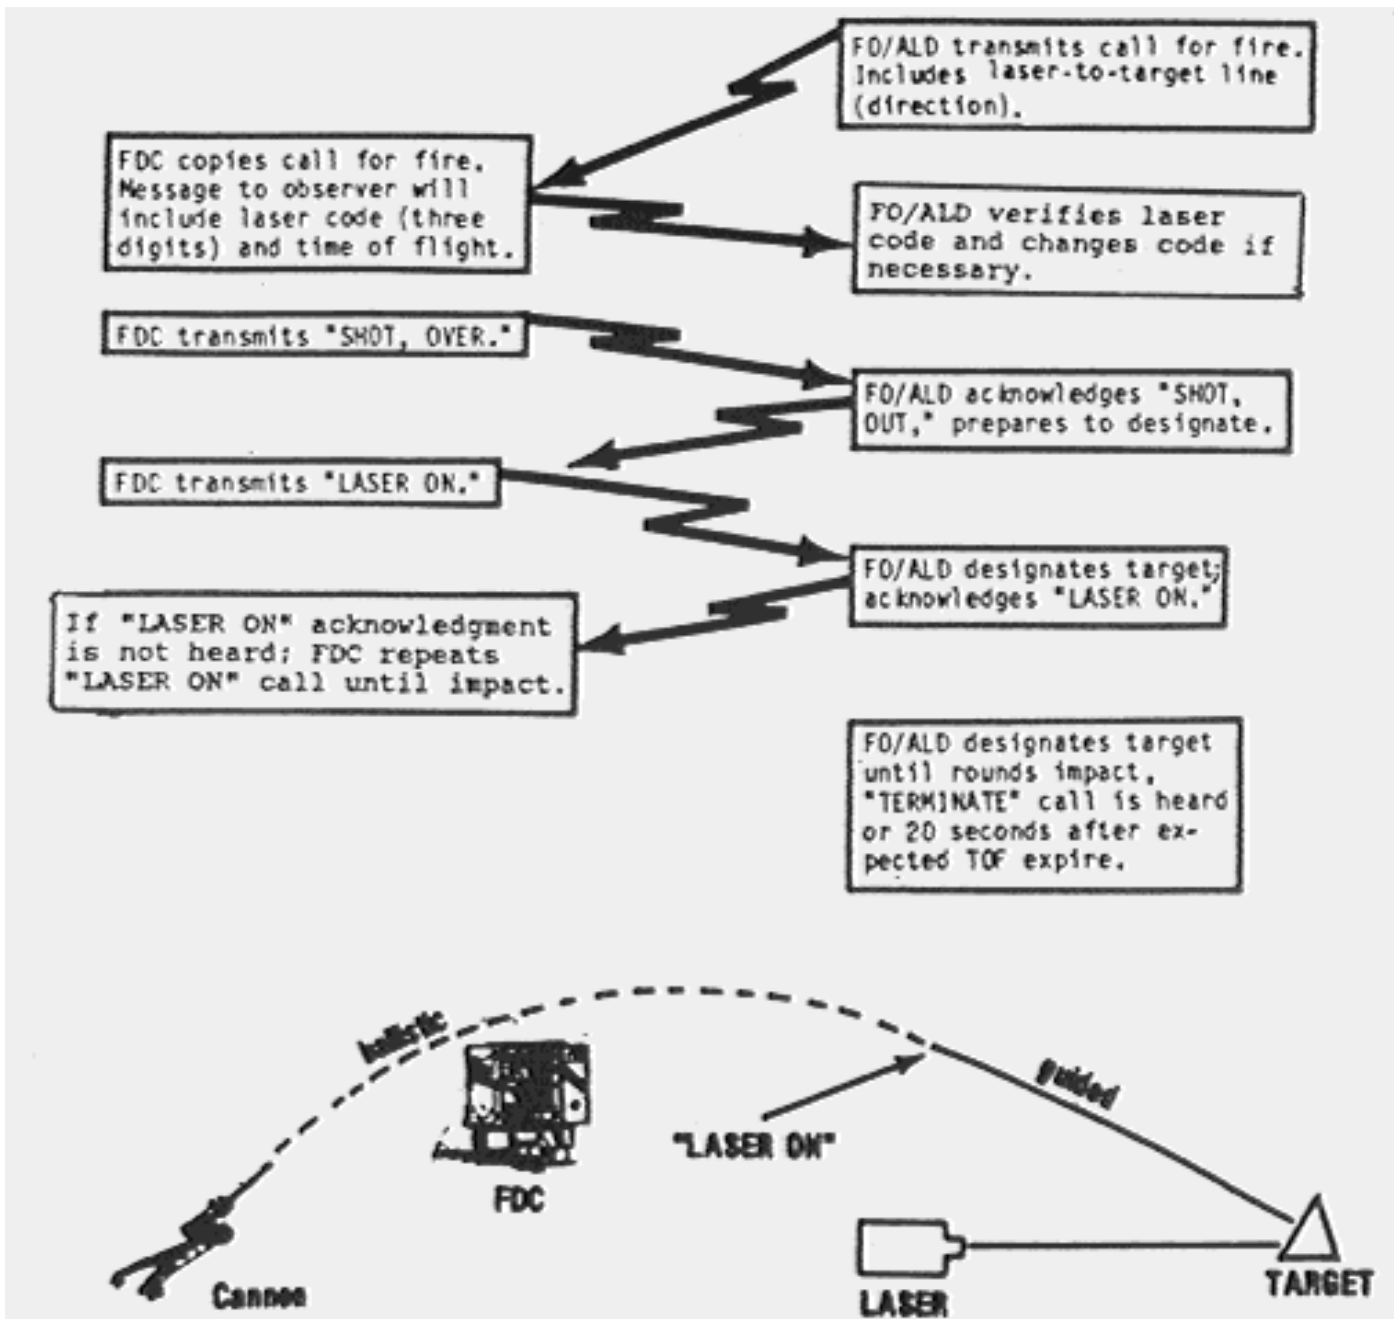 FO/ALD transmits call for fire.
Includes laser-to-target line
(direction).
FDC copies call for fire.
Message to observer will
include laser code (three
digits) and time of flight.
FO/ALD verifies laser
code and changes code if
necessary.
FDC transmits "SHOT, OVER."
FO/ALD acknowledges "SHOT,
OUT," prepares to designate.
FDC transmits "LASER ON."
FO/ALD designates target;
acknowledges "LASER ON."
If "LASER ON" acknowledgment
is not heard; FDC repeats
"LASER ON" call until impact.
FO/ALD designates target
until rounds impact,
"TERMINATE" call is heard
or 20 seconds after ex-
pected TOF expire.
ballistic
guided
"LASER ON"
FDC
Cannon
LASER
TARGET